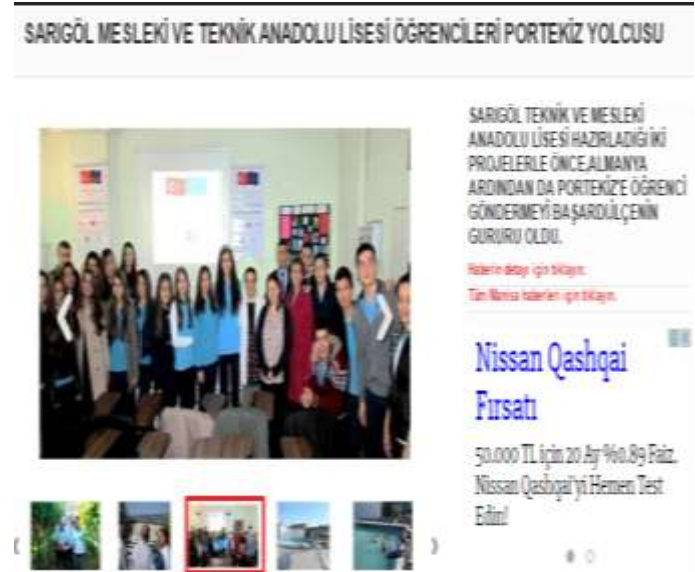 SARIGÖL MESLEKİ VE TEKNİK ANADOLU LİSESİ ÖĞRENCİLERİ PORTEKİZ YOLCUSU
SARIGÖL TEKNİK VE MESLEKİ
ANADOLU LİSESİ HAZIRLADIĞI İKİ
PROJELERLE ÖNCE,ALMANYA
ARDINDAN DA PORTEKİZ'E ÖĞRENCİ
GÖNDERMEYİ BAŞARDI,İLÇENİN
GURURU OLDU.
Haberin detayı için tıklayın.
Tüm Manisa haberleri için tıklayın.
Nissan Qashqai
Fırsatı
50.000 TL için 20 Ay %0.89 Faiz.
Nissan Qashqai'yi Hemen Test
Edin!